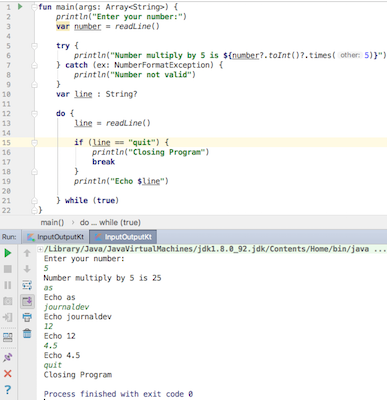 1 fun main(args: Array<String>) {
2 println("Enter your number:")
3 var number = readLine()
4
5 try {
6 println("Number multiply by 5 is ${number?.toInt()?.times( other: 5)}")
7 } catch (ex: NumberFormatException) {
8 println("Number not valid")
9 }
10 var line : String?
11
12 do {
13 line = readLine()
14
15 if (line == "quit") {
16 println("Closing Program")
17 break
18 }
19 println("Echo $line")
20
21 } while (true)
22 }
main() › do ... while (true)
Run: InputOutputKt InputOutputKt
/Library/Java/JavaVirtualMachines/jdk1.8.0_92.jdk/Contents/Home/bin/java ...
Enter your number:
5
Number multiply by 5 is 25
as
Echo as
journaldev
Echo journaldev
12
Echo 12
4.5
Echo 4.5
quit
Closing Program
Process finished with exit code 0